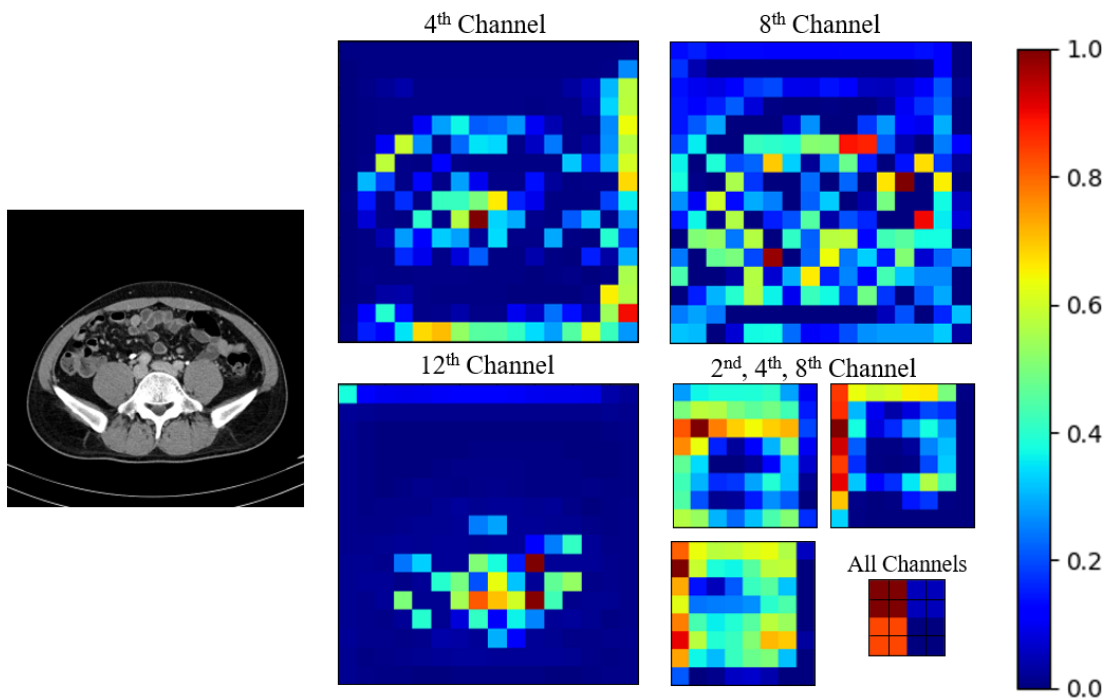 4th Channel
8th Channel
12th Channel
2nd, 4th, 8th Channel
All Channels
1.0
0.8
0.6
0.4
0.2
0.0